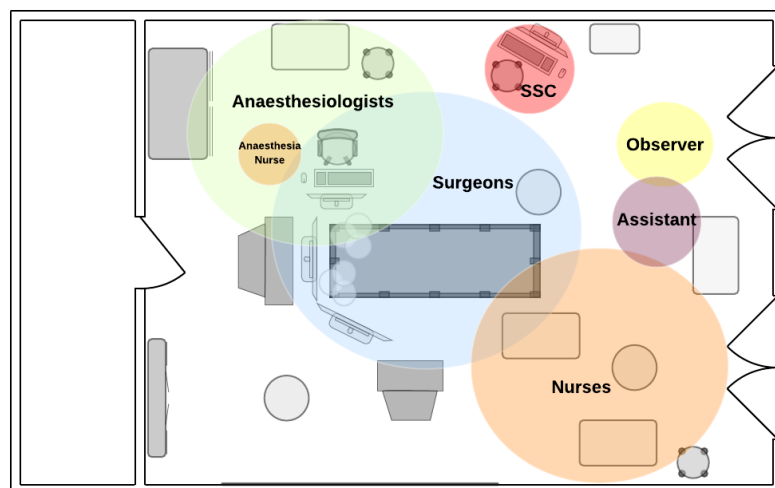 SSC
Anaesthesiologists
Observer
Anaesthesia
Nurse
Surgeons
Assistant
Nurses